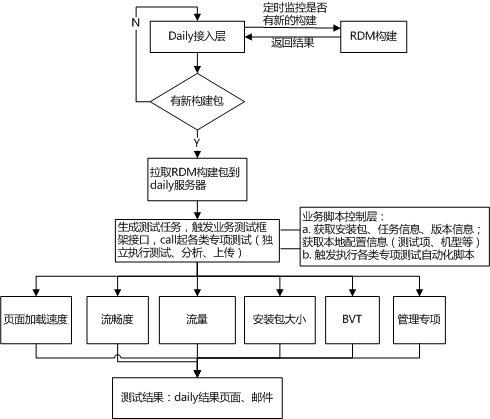 定时监控是否
有新的构建
N
Daily接入层
RDM构建
返回结果
有新构建包
Y
拉取RDM构建包到
daily服务器
生成测试任务，触发业务测试框
架接口，call起各类专项测试（独
立执行测试、分析、上传）
业务脚本控制层：
a. 获取安装包、任务信息、版本信息；
获取本地配置信息（测试项、机型等）
b. 触发执行各类专项测试自动化脚本
页面加载速度
流畅度
流量
安装包大小
BVT
管理专项
测试结果：daily结果页面、邮件